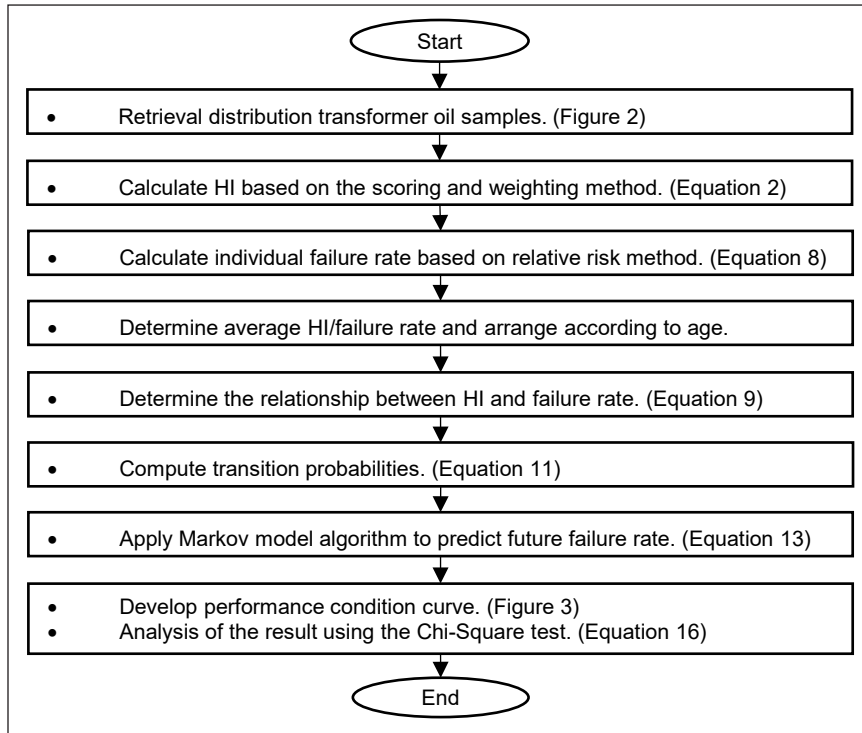 Start
• Retrieval distribution transformer oil samples. (Figure 2)
• Calculate HI based on the scoring and weighting method. (Equation 2)
• Calculate individual failure rate based on relative risk method. (Equation 8)
• Determine average HI/failure rate and arrange according to age.
• Determine the relationship between HI and failure rate. (Equation 9)
• Compute transition probabilities. (Equation 11)
• Apply Markov model algorithm to predict future failure rate. (Equation 13)
• Develop performance condition curve. (Figure 3)
• Analysis of the result using the Chi-Square test. (Equation 16)
End